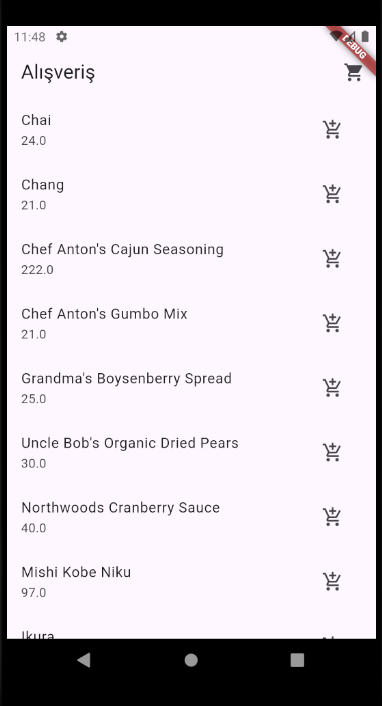 11:48
DEBUG
Alışveriş
Chai
24.0
Chang
21.0
Chef Anton's Cajun Seasoning
222.0
Chef Anton's Gumbo Mix
21.0
Grandma's Boysenberry Spread
25.0
Uncle Bob's Organic Dried Pears
30.0
Northwoods Cranberry Sauce
40.0
Mishi Kobe Niku
97.0
Ikura